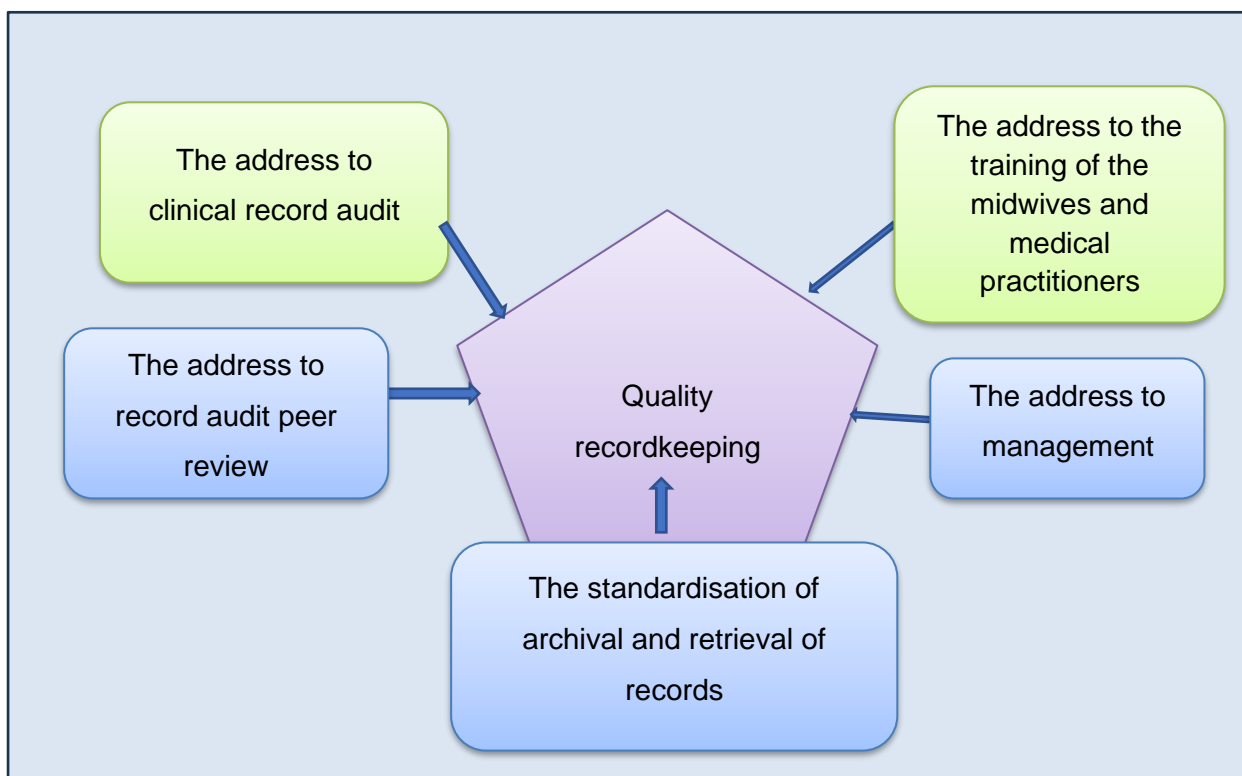 The address to
clinical record audit
The address to the
training of the
midwives and
medical
practitioners
The address to
record audit peer
review
Quality
recordkeeping
The address to
management
The standardisation of
archival and retrieval of
records